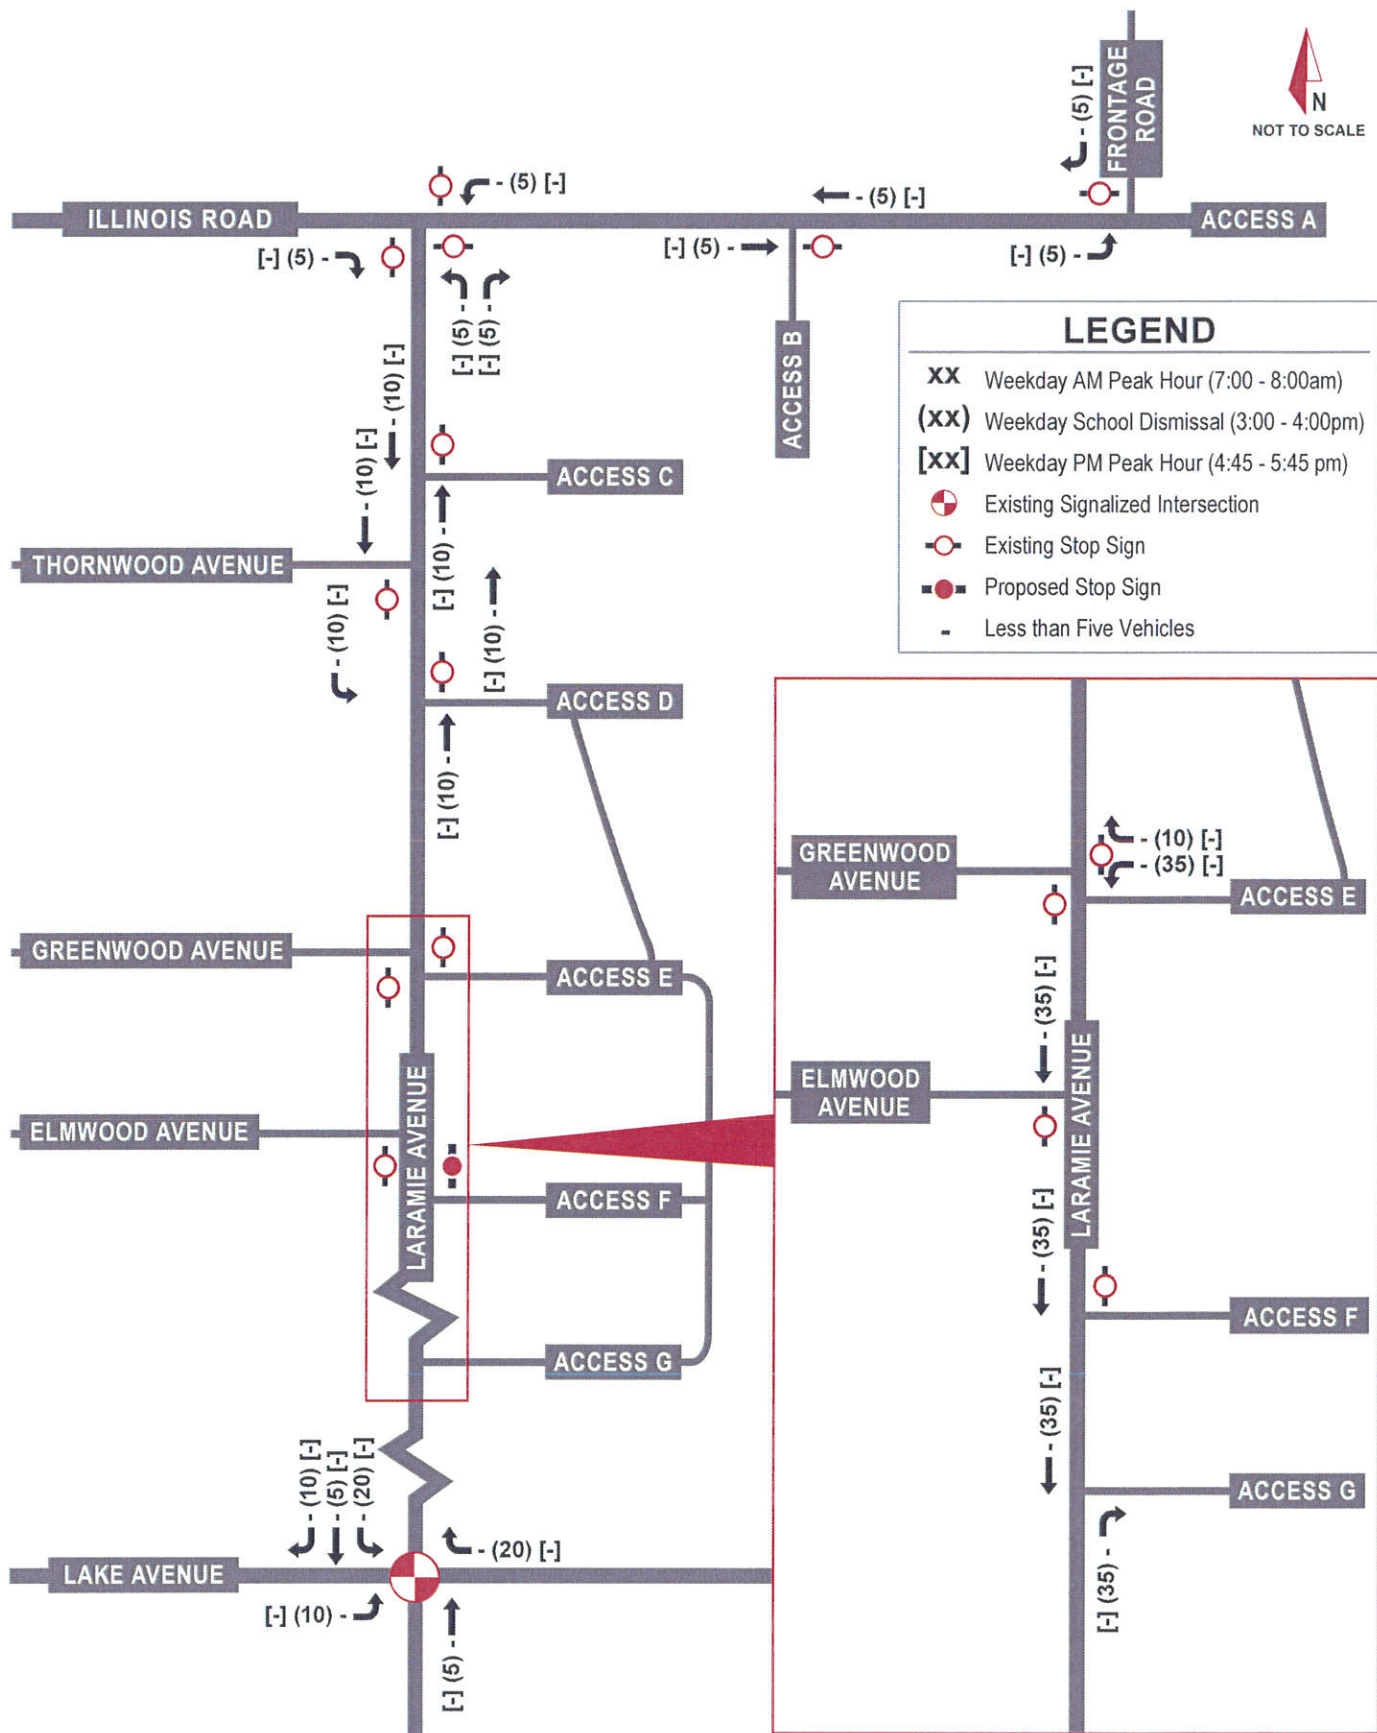 FRONTAGE
ROAD
- (5) [-]
N
NOT TO SCALE
- (5) [-]
- (5) [-]
ILLINOIS ROAD
ACCESS A
[-] (5) -
[-] (5) -
[-] (5) -
[-] (5) -
[-] (5) -
ACCESS B
LEGEND
xx Weekday AM Peak Hour (7:00 - 8:00am)
(xx) Weekday School Dismissal (3:00 - 4:00pm)
[xx] Weekday PM Peak Hour (4:45 - 5:45 pm)
Existing Signalized Intersection
Existing Stop Sign
Proposed Stop Sign
- Less than Five Vehicles
- (10) [-]
- (10) [-]
ACCESS C
THORNWOOD AVENUE
[-] (10) -
- (10) [-]
[-] (10) -
ACCESS D
[-] (10) -
GREENWOOD AVENUE
ACCESS E
LARAMIE AVENUE
ELMWOOD AVENUE
ACCESS F
ACCESS G
- (10) [-]
- (5) [-]
- (20) [-]
- (20) [-]
LAKE AVENUE
[-] (10) -
[-] (5) -
- (10) [-]
- (35) [-]
GREENWOOD
AVENUE
ACCESS E
- (35) [-]
ELMWOOD
AVENUE
LARAMIE AVENUE
- (35) [-]
ACCESS F
- (35) [-]
ACCESS G
[-] (35) -